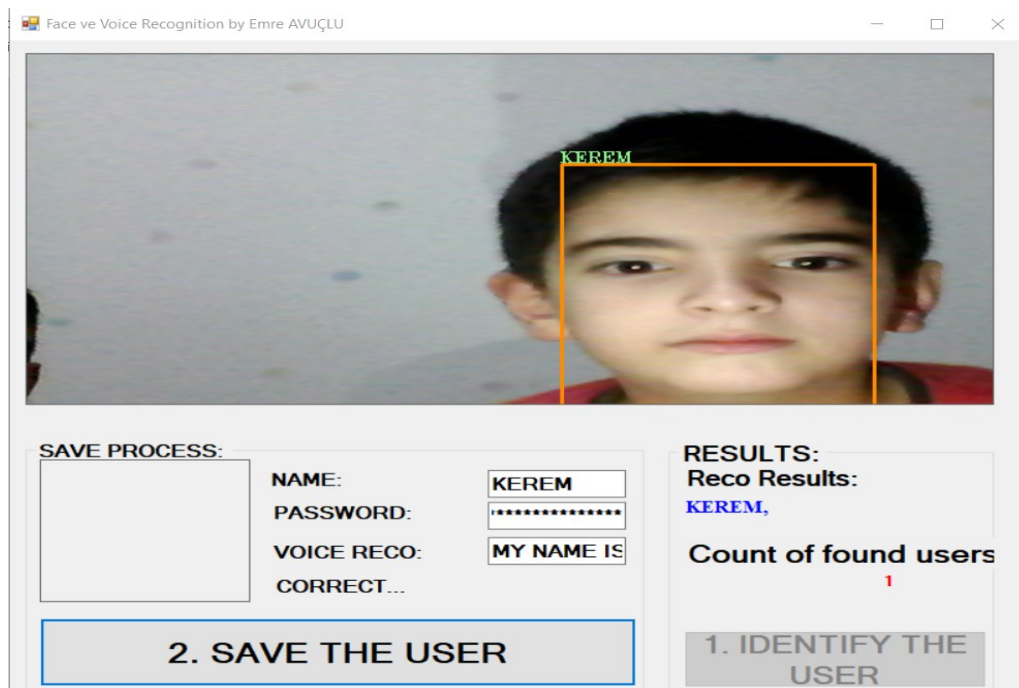 Face ve Voice Recognition by Emre AVUÇLU
KEREM
SAVE PROCESS:
NAME:
KEREM
PASSWORD:
**************
VOICE RECO:
MY NAME IS
CORRECT...
2. SAVE THE USER
RESULTS:
Reco Results:
KEREM,
Count of found users
1
1. IDENTIFY THE
USER